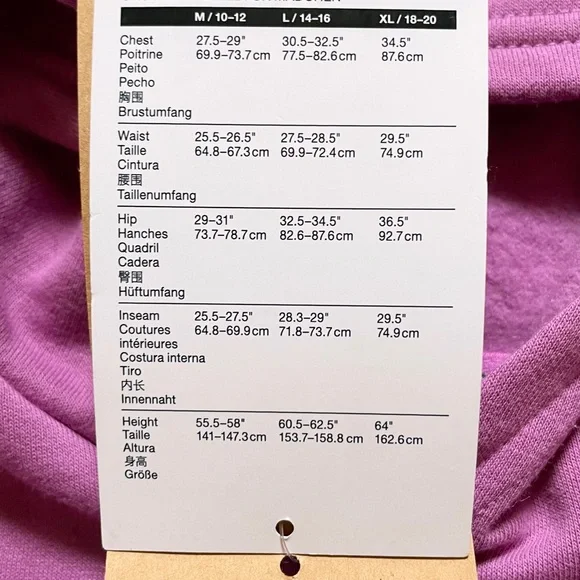 M / 10–12 L / 14–16 XL / 18–20
Chest 27.5–29" 30.5–32.5" 34.5"
Poitrine 69.9–73.7cm 77.5–82.6cm 87.6cm
Peito
Pecho
胸围
Brustumfang
Waist 25.5–26.5" 27.5–28.5" 29.5"
Taille 64.8–67.3cm 69.9–72.4cm 74.9cm
Cintura
腰围
Taillenumfang
Hip 29–31" 32.5–34.5" 36.5"
Hanches 73.7–78.7cm 82.6–87.6cm 92.7cm
Quadril
Cadera
臀围
Hüftumfang
Inseam 25.5–27.5" 28.3–29" 29.5"
Coutures 64.8–69.9cm 71.8–73.7cm 74.9cm
intérieures
Costura interna
Tiro
内长
Innennaht
Height 55.5–58" 60.5–62.5" 64"
Taille 141–147.3cm 153.7–158.8cm 162.6cm
Altura
身高
Größe